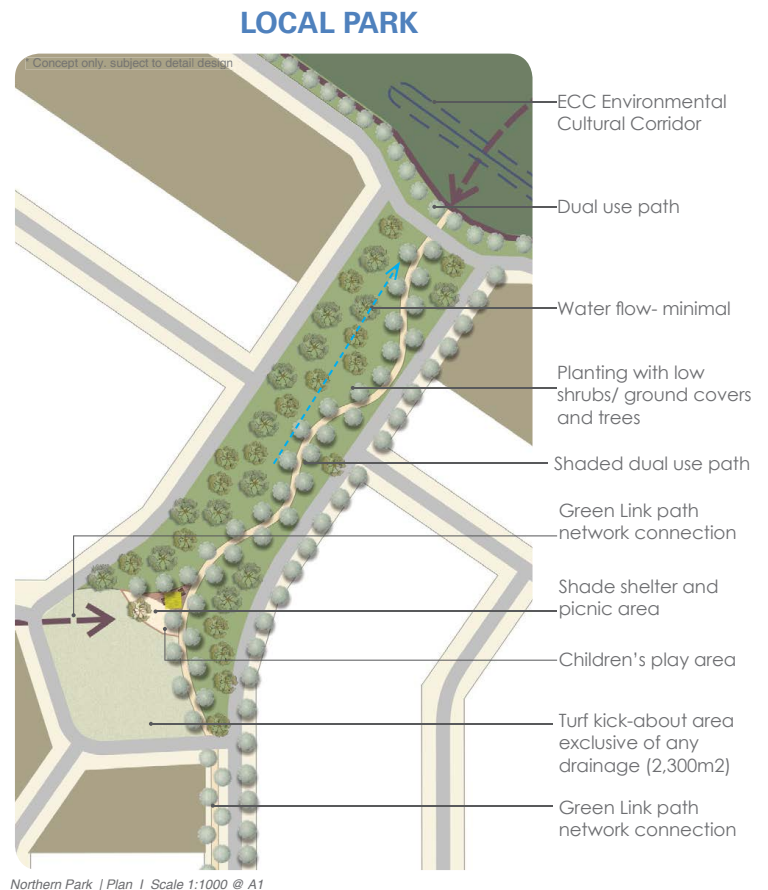 LOCAL PARK
* Concept only. subject to detail design
ECC Environmental
Cultural Corridor
Dual use path
Water flow- minimal
Planting with low
shrubs/ ground covers
and trees
Shaded dual use path
Green Link path
network connection
Shade shelter and
picnic area
Children's play area
Turf kick-about area
exclusive of any
drainage (2,300m2)
Green Link path
network connection
Northern Park | Plan I Scale 1:1000 @ A1